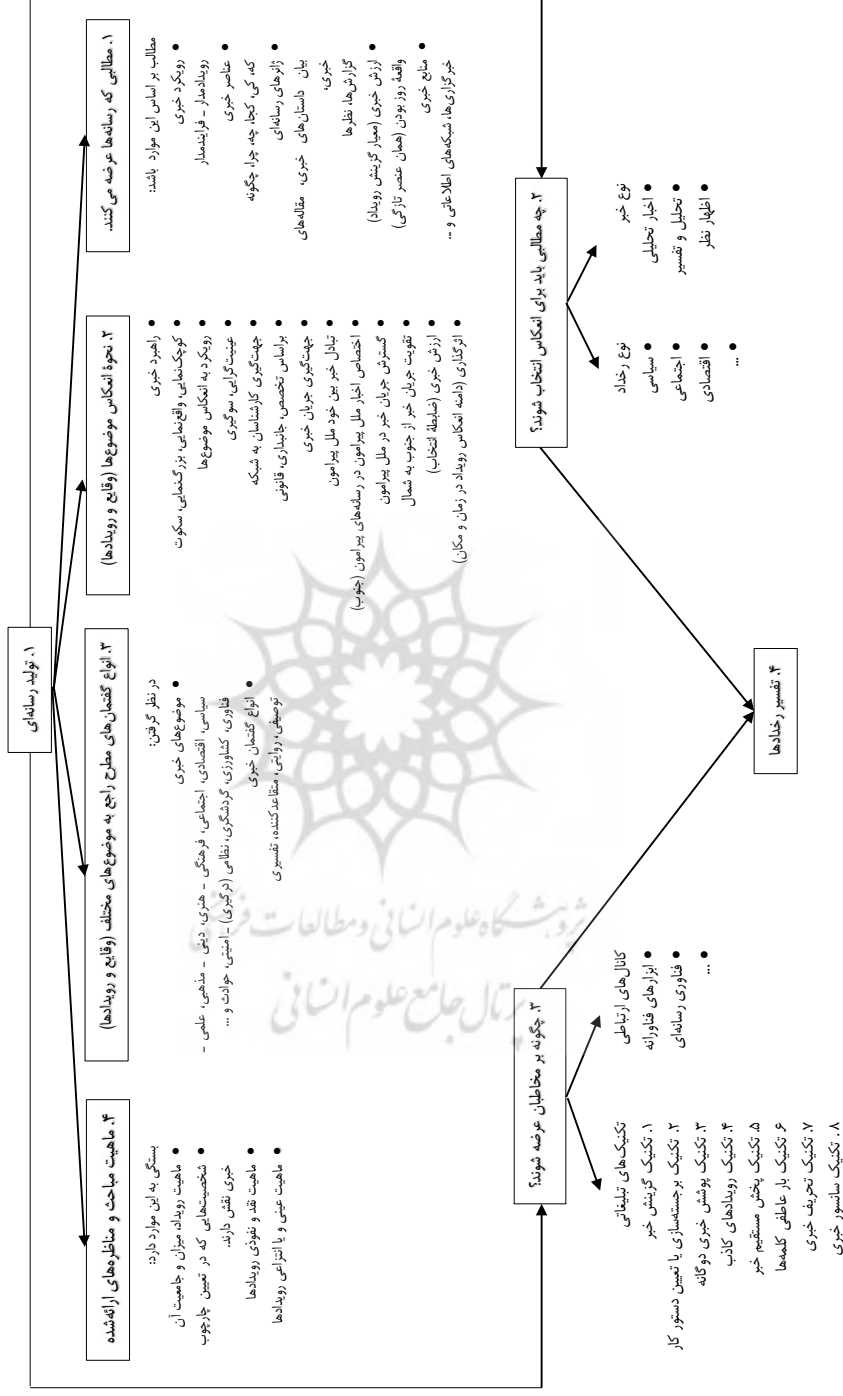 ۱. تولید رسانه‌ای
۱. مطالبی که رسانه‌ها عرضه می‌کنند.
مطالب بر اساس این موارد باشد:
● رویکرد خبری
رویدادمدار ـ فرایندمدار
● عناصر خبری
که، کی، کجا، چه، چرا، چگونه
● ژانرهای رسانه‌ای
بیان داستان‌های خبری، مقاله‌های
خبری،
گزارش‌ها، نظرها
● ارزش خبری (معیار گزینش رویداد)
واقعۀ روز بودن (همان عنصر تازگی)
● منابع خبری
خبرگزاری‌ها، شبکه‌های اطلاعاتی و ...
۲. نحوۀ انعکاس موضوع‌ها (وقایع و رویدادها)
● راهبرد خبری
● کوچک‌نمایی، واقع‌نمایی، بزرگ‌نمایی، سکوت
● رویکرد به انعکاس موضوع‌ها
● عینیت‌گرایی، سوگیری
● جهت‌گیری کارشناسان به شبکه
● براساس تخصص، جانبداری، قانونی
● جهت‌گیری جریان خبری
● تبادل خبر بین خود ملل پیرامون
● اختصاص اخبار ملل پیرامون در رسانه‌های پیرامون (جنوب)
● گسترش جریان خبر در ملل پیرامون
● تقویت جریان خبر از جنوب به شمال
● ارزش خبری (ضابطۀ انتخاب)
● اثرگذاری (دامنه انعکاس رویداد در زمان و مکان)
۳. انواع گفتمان‌های مطرح راجع به موضوع‌های مختلف (وقایع و رویدادها)
در نظر گرفتن:
● موضوع‌های خبری
سیاسی، اقتصادی، اجتماعی، فرهنگی ـ هنری، دینی ـ مذهبی، علمی ـ
فناوری، کشاورزی، گردشگری، نظامی (درگیری) ـ امنیتی، حوادث و ...
● انواع گفتمان خبری
توصیفی، روایتی، متقاعدکننده، تفسیری
۴. ماهیت مباحث و مناظره‌های ارائه‌شده
بستگی به این موارد دارد:
● ماهیت رویداد، میزان و جامعیت آن
● شخصیت‌هایی که در تعیین چارچوب
خبری نقش دارند.
● ماهیت نقد و نفوذی رویدادها
● ماهیت عینی و یا انتزاعی رویدادها
۲. چه مطالبی باید برای انعکاس انتخاب شوند؟
نوع خبر
● اخبار تحلیلی
● تحلیل و تفسیر
● اظهار نظر
نوع رخداد
● سیاسی
● اجتماعی
● اقتصادی
● ...
۳. چگونه بر مخاطبان عرضه شوند؟
کانال‌های ارتباطی
● ابزارهای فناورانه
● فناوری رسانه‌ای
● ...
تکنیک‌های تبلیغاتی
۱. تکنیک گزینش خبر
۲. تکنیک برجسته‌سازی یا تعیین دستور کار
۳. تکنیک پوشش خبری دوگانه
۴. تکنیک رویدادهای کاذب
۵. تکنیک پخش مستقیم خبر
۶. تکنیک بار عاطفی کلمه‌ها
۷. تکنیک تحریف خبری
۸. تکنیک سانسور خبری
۴. تفسیر رخدادها
پژوهشگاه علوم انسانی و مطالعات فرهنگی
پرتال جامع علوم انسانی